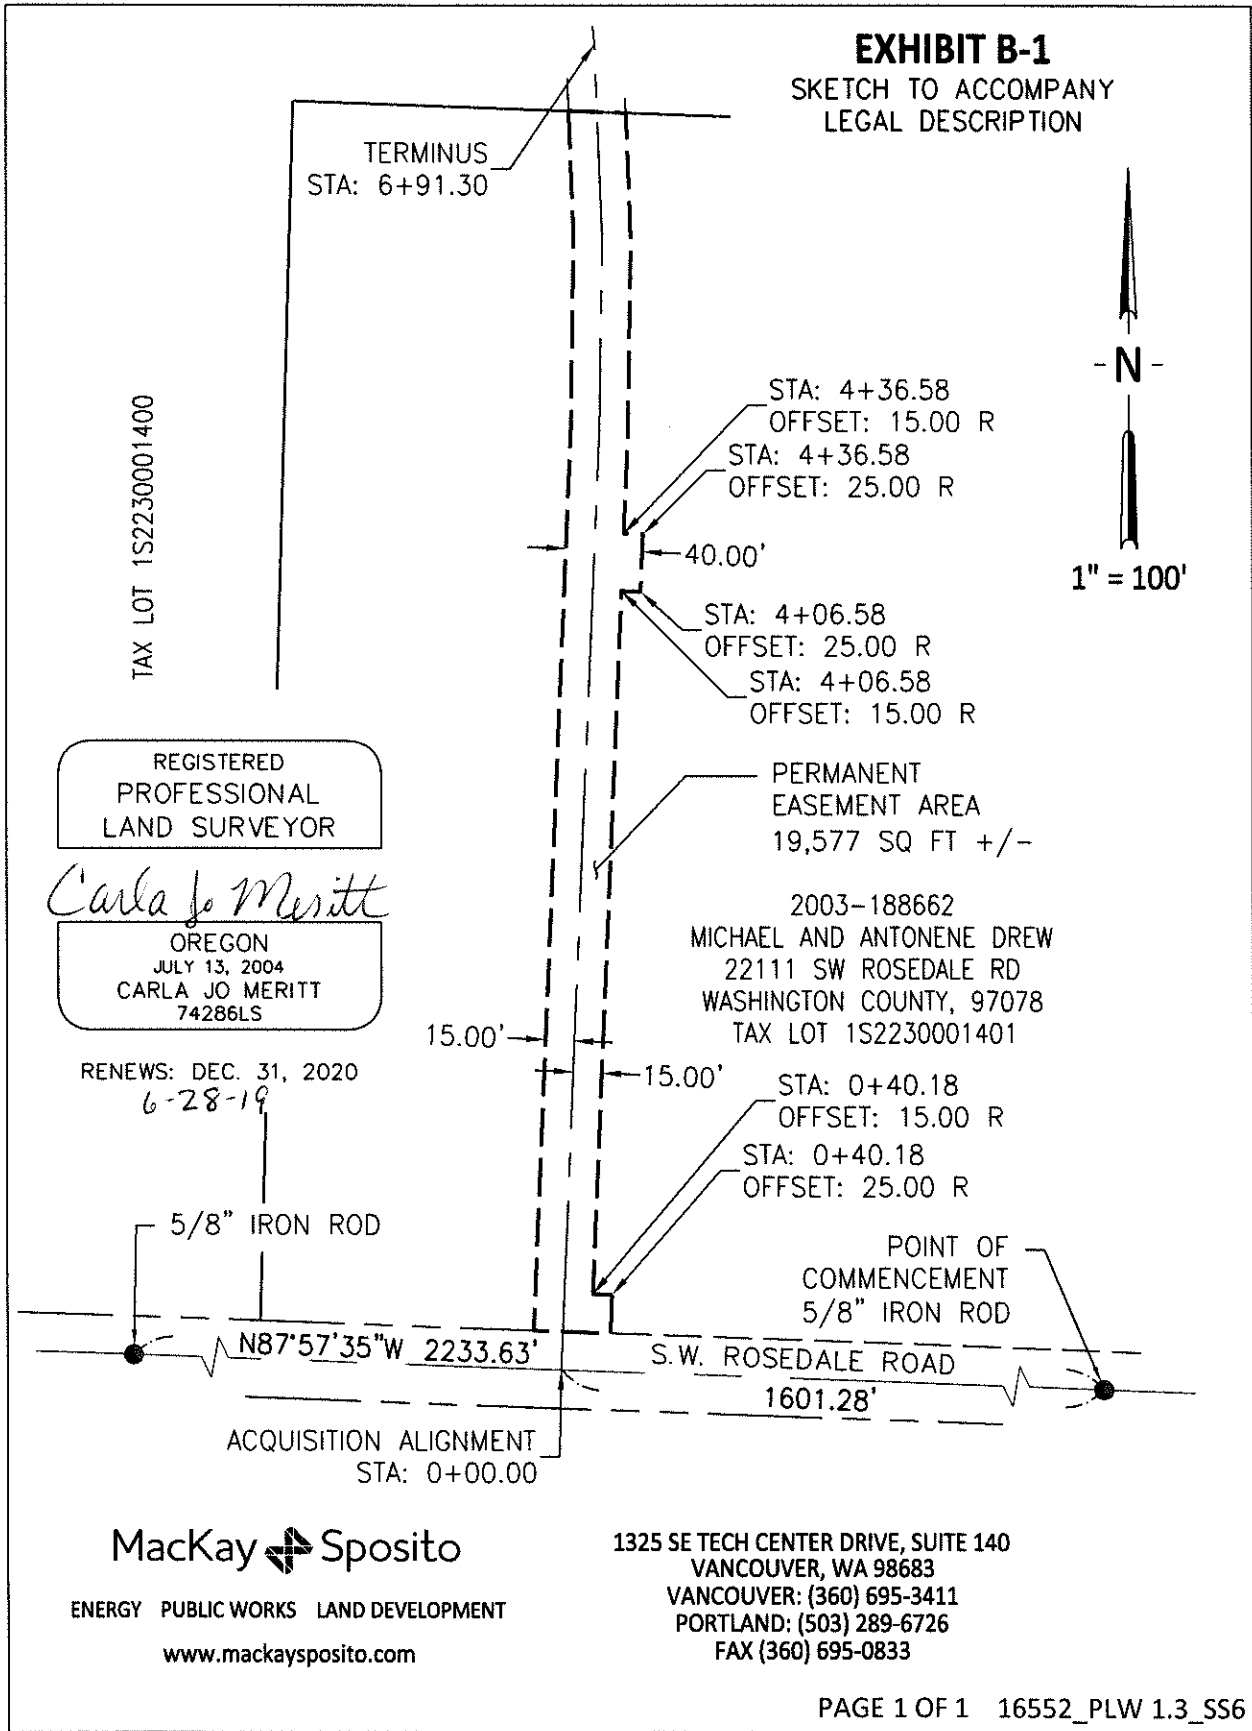 EXHIBIT B-1
SKETCH TO ACCOMPANY
LEGAL DESCRIPTION
TERMINUS
STA: 6+91.30
N
1" = 100'
TAX LOT 1S2230001400
STA: 4+36.58
OFFSET: 15.00 R
STA: 4+36.58
OFFSET: 25.00 R
40.00'
STA: 4+06.58
OFFSET: 25.00 R
STA: 4+06.58
OFFSET: 15.00 R
REGISTERED
PROFESSIONAL
LAND SURVEYOR
Carla Jo Meritt
OREGON
JULY 13, 2004
CARLA JO MERITT
74286LS
RENEWS: DEC. 31, 2020
6-28-19
PERMANENT
EASEMENT AREA
19,577 SQ FT +/-
2003-188662
MICHAEL AND ANTONENE DREW
22111 SW ROSEDALE RD
WASHINGTON COUNTY, 97078
TAX LOT 1S2230001401
15.00'
15.00'
STA: 0+40.18
OFFSET: 15.00 R
STA: 0+40.18
OFFSET: 25.00 R
5/8" IRON ROD
POINT OF
COMMENCEMENT
5/8" IRON ROD
N87°57'35"W 2233.63'
S.W. ROSEDALE ROAD
1601.28'
ACQUISITION ALIGNMENT
STA: 0+00.00
MacKay Sposito
ENERGY PUBLIC WORKS LAND DEVELOPMENT
www.mackaysposito.com
1325 SE TECH CENTER DRIVE, SUITE 140
VANCOUVER, WA 98683
VANCOUVER: (360) 695-3411
PORTLAND: (503) 289-6726
FAX (360) 695-0833
PAGE 1 OF 1 16552_PLW 1.3_SS6